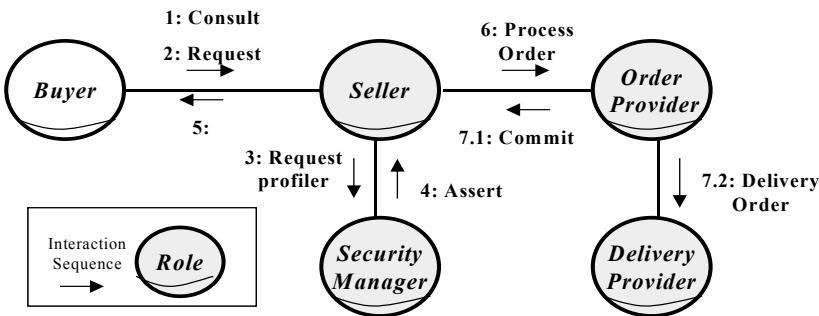 1: Consult
2: Request
6: Process
Order
Buyer
Seller
Order
Provider
5:
7.1: Commit
3: Request
profiler
4: Assert
7.2: Delivery
Order
Interaction
Sequence
Role
Security
Manager
Delivery
Provider